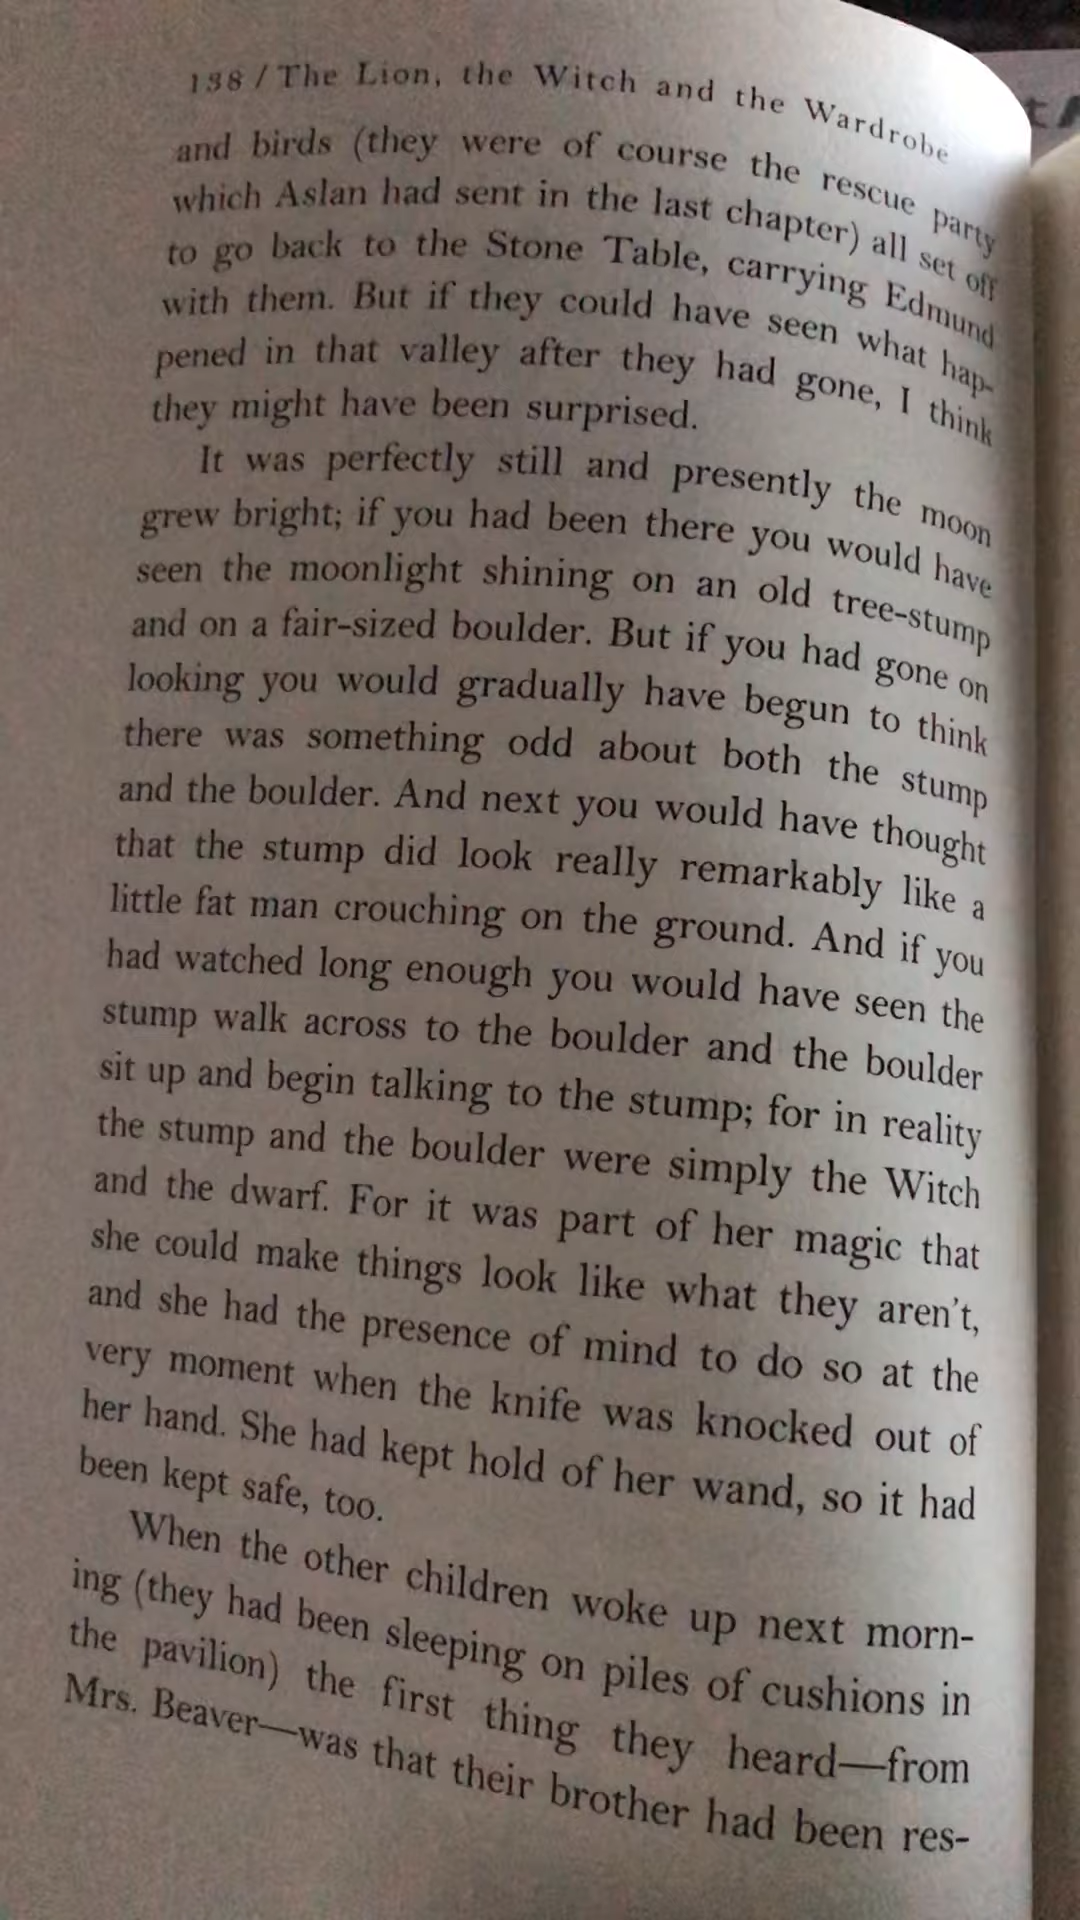 138 / The Lion, the Witch and the Wardrobe
and birds (they were of course the rescue party
which Aslan had sent in the last chapter) all set off
to go back to the Stone Table, carrying Edmund
with them. But if they could have seen what hap-
pened in that valley after they had gone, I think
they might have been surprised.
It was perfectly still and presently the moon
grew bright; if you had been there you would have
seen the moonlight shining on an old tree-stump
and on a fair-sized boulder. But if you had gone on
looking you would gradually have begun to think
there was something odd about both the stump
and the boulder. And next you would have thought
that the stump did look really remarkably like a
little fat man crouching on the ground. And if you
had watched long enough you would have seen the
stump walk across to the boulder and the boulder
sit up and begin talking to the stump; for in reality
the stump and the boulder were simply the Witch
and the dwarf. For it was part of her magic that
she could make things look like what they aren't,
and she had the presence of mind to do so at the
very moment when the knife was knocked out of
her hand. She had kept hold of her wand, so it had
been kept safe, too.
When the other children woke up next morn-
ing (they had been sleeping on piles of cushions in
the pavilion) the first thing they heard—from
Mrs. Beaver—was that their brother had been res-